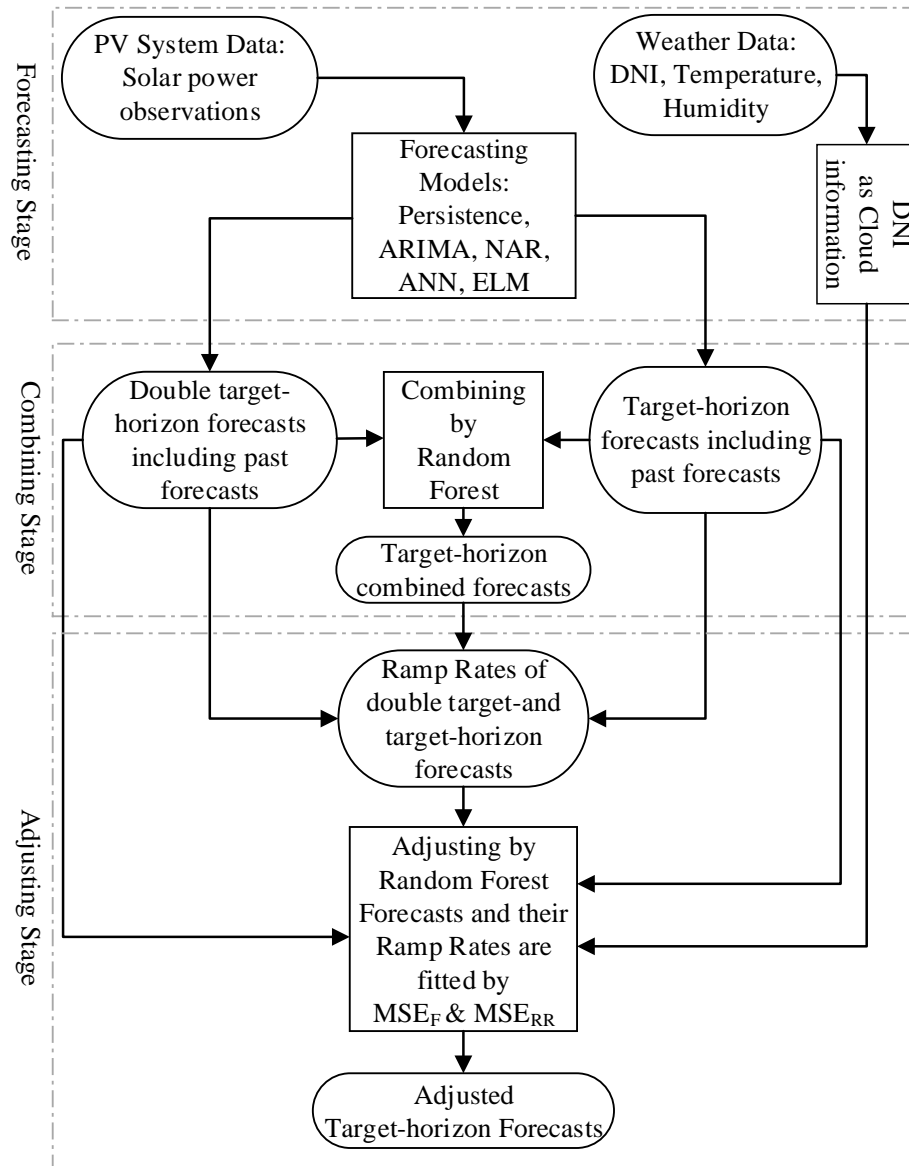 Forecasting Stage
PV System Data:
Solar power
observations
Weather Data:
DNI, Temperature,
Humidity
Forecasting
Models:
Persistence,
ARIMA, NAR,
ANN, ELM
DNI
as Cloud
information
Combining Stage
Double target-
horizon forecasts
including past
forecasts
Combining
by
Random
Forest
Target-horizon
forecasts including
past forecasts
Target-horizon
combined forecasts
Adjusting Stage
Ramp Rates of
double target-and
target-horizon
forecasts
Adjusting by
Random Forest
Forecasts and their
Ramp Rates are
fitted by
MSE_F & MSE_RR
Adjusted
Target-horizon Forecasts